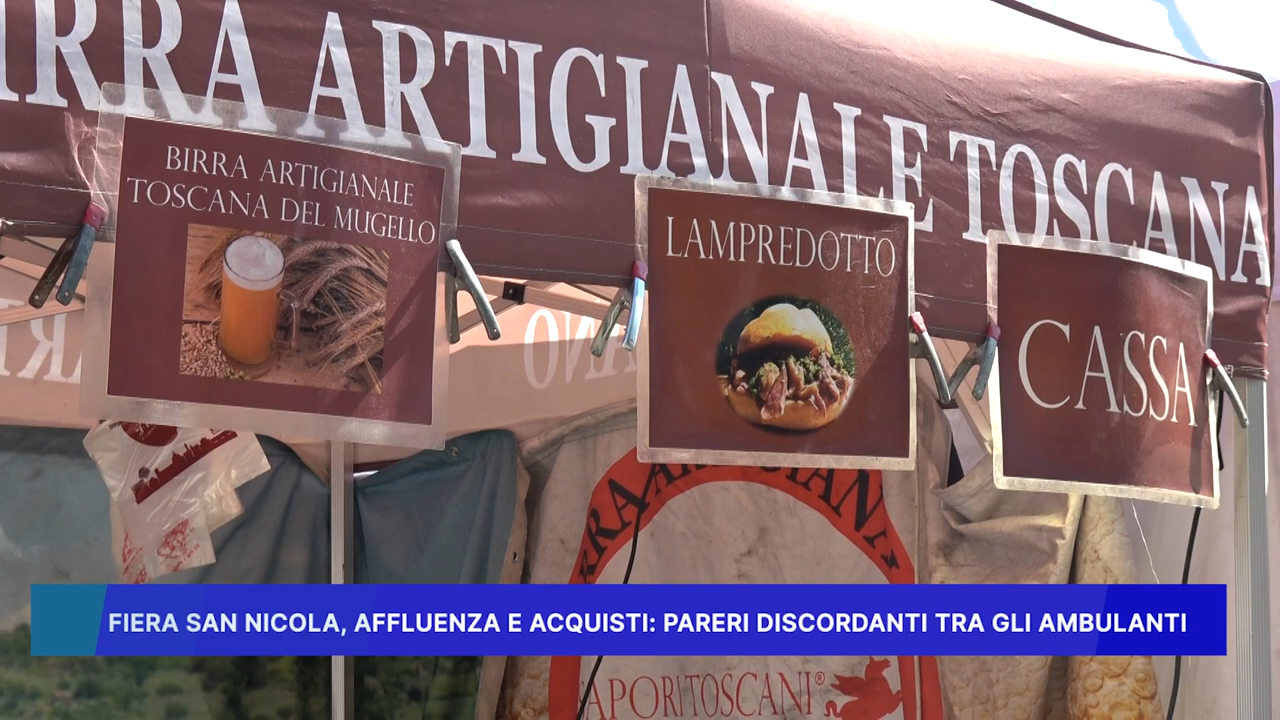 BIRRA ARTIGIANALE TOSCANA
BIRRA ARTIGIANALE
TOSCANA DEL MUGELLO
LAMPREDOTTO
CASSA
FIERA SAN NICOLA, AFFLUENZA E ACQUISTI: PARERI DISCORDANTI TRA GLI AMBULANTI
SAPORITOSCANI®